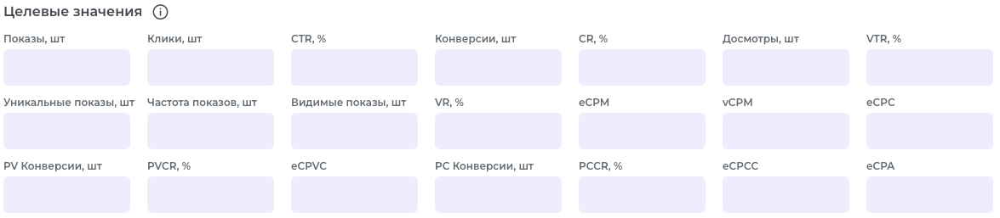 Целевые значения
Показы, шт Клики, шт CTR, % Конверсии, шт CR, % Досмотры, шт VTR, %
Уникальные показы, шт Частота показов, шт Видимые показы, шт VR, % eCPM vCPM eCPC
PV Конверсии, шт PVCR, % eCPVC PC Конверсии, шт PCCR, % eCPCC eCPA